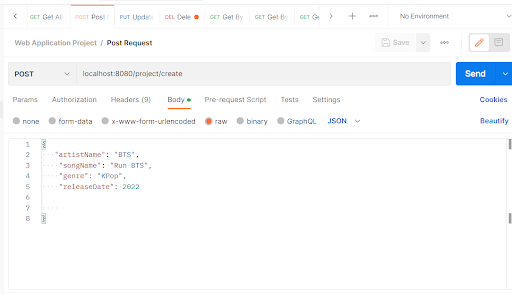 GET Get Al
POST Post
PUT Update
DEL Dele
GET Get By
GET Get By
GET Ge
No Environment
Web Application Project / Post Request
Save
POST
localhost:8080/project/create
Send
Params Authorization Headers (9) Body Pre-request Script Tests Settings Cookies
none form-data x-www-form-urlencoded raw binary GraphQL JSON Beautify
1 {
2 "artistName": "BTS",
3 "songName": "Run BTS",
4 "genre": "KPop",
5 "releaseDate": 2022
6
7
8 }